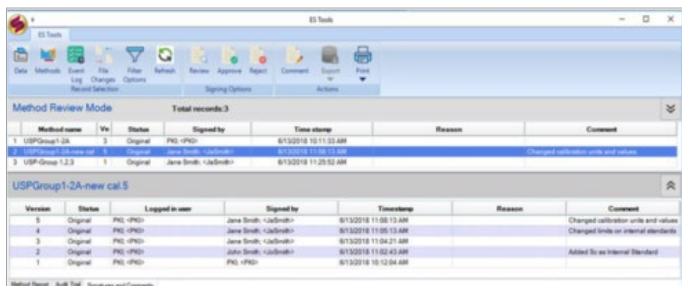 ES Tools
ES Tools
Data Methods Event Log File Changes Filter Options Refresh Review Approve Reject Comment Export Print
Record Selection Signing Options Actions
Method Review Mode Total records:3
Method name Ve Status Signed by Time stamp Reason Comment
1 USPGroup1-2A 3 Original PKI; <PKI> 6/13/2018 10:11:33 AM
2 USPGroup1-2A-new cal 5 Original Jane Smith; <JaSmith> 6/13/2018 11:08:13 AM Changed calibration units and values
3 USP-Group 1,2,3 1 Original Jane Smith; <JaSmith> 6/13/2018 11:25:52 AM
USPGroup1-2A-new cal.5
Version Status Logged in user Signed by Timestamp Reason Comment
5 Original PKI; <PKI> Jane Smith; <JaSmith> 6/13/2018 11:08:13 AM Changed calibration units and values
4 Original PKI; <PKI> Jane Smith; <JaSmith> 6/13/2018 11:05:13 AM Changed limits on internal standards
3 Original PKI; <PKI> Jane Smith; <JaSmith> 6/13/2018 11:04:21 AM
2 Original PKI; <PKI> John Smith; <JoSmith> 6/13/2018 11:02:43 AM Added Sc as Internal Standard
1 Original PKI; <PKI> PKI; <PKI> 6/13/2018 10:12:04 AM
Method Report Audit Trail Signatures and Comments